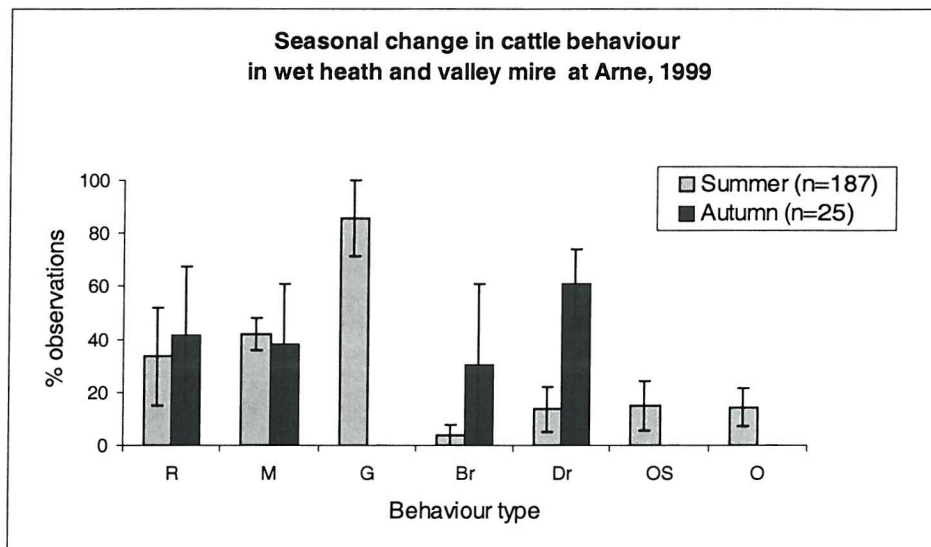 Seasonal change in cattle behaviour
in wet heath and valley mire at Arne, 1999
Summer (n=187)
Autumn (n=25)
100
80
60
40
20
0
% observations
R M G Br Dr OS O
Behaviour type